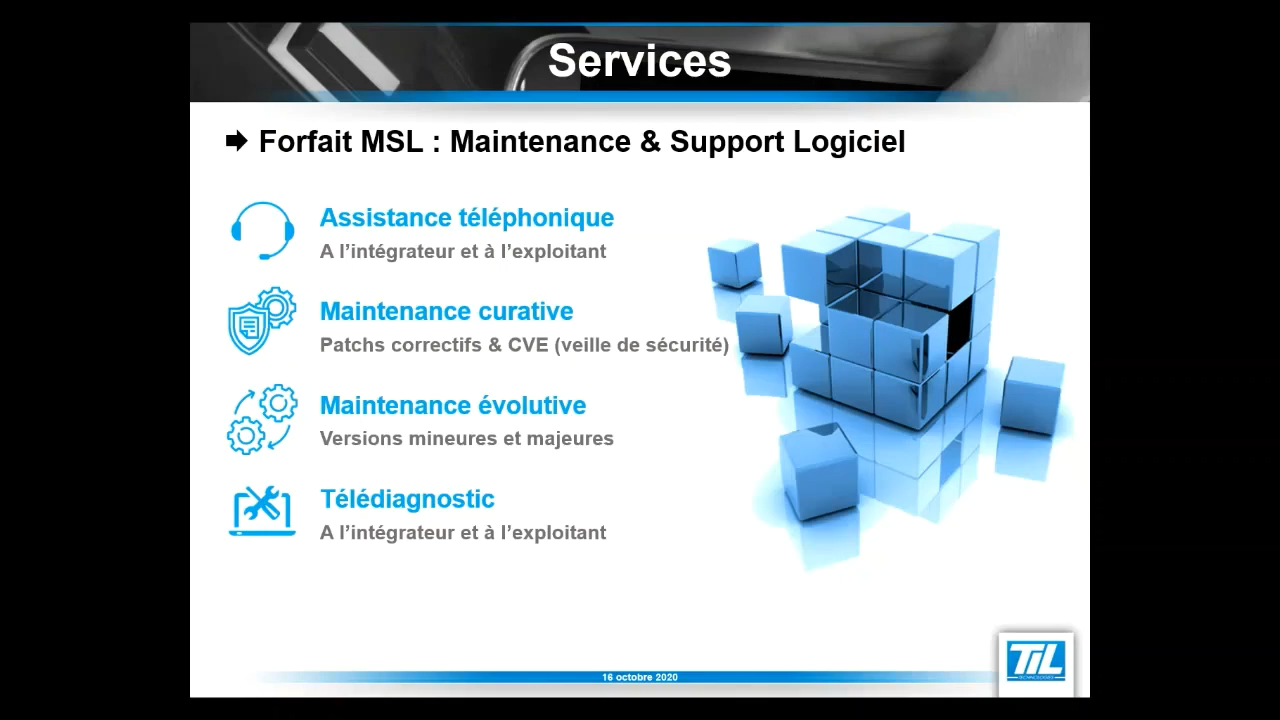 Services
Forfait MSL : Maintenance & Support Logiciel
Assistance téléphonique
A l’intégrateur et à l’exploitant
Maintenance curative
Patchs correctifs & CVE (veille de sécurité)
Maintenance évolutive
Versions mineures et majeures
Télédiagnostic
A l’intégrateur et à l’exploitant
16 octobre 2020
TIL
TECHNOLOGIES